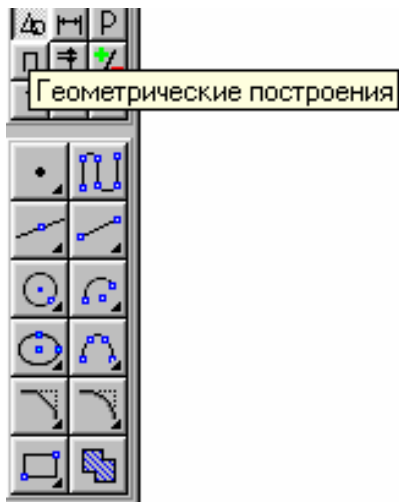 P
Геометрические построения